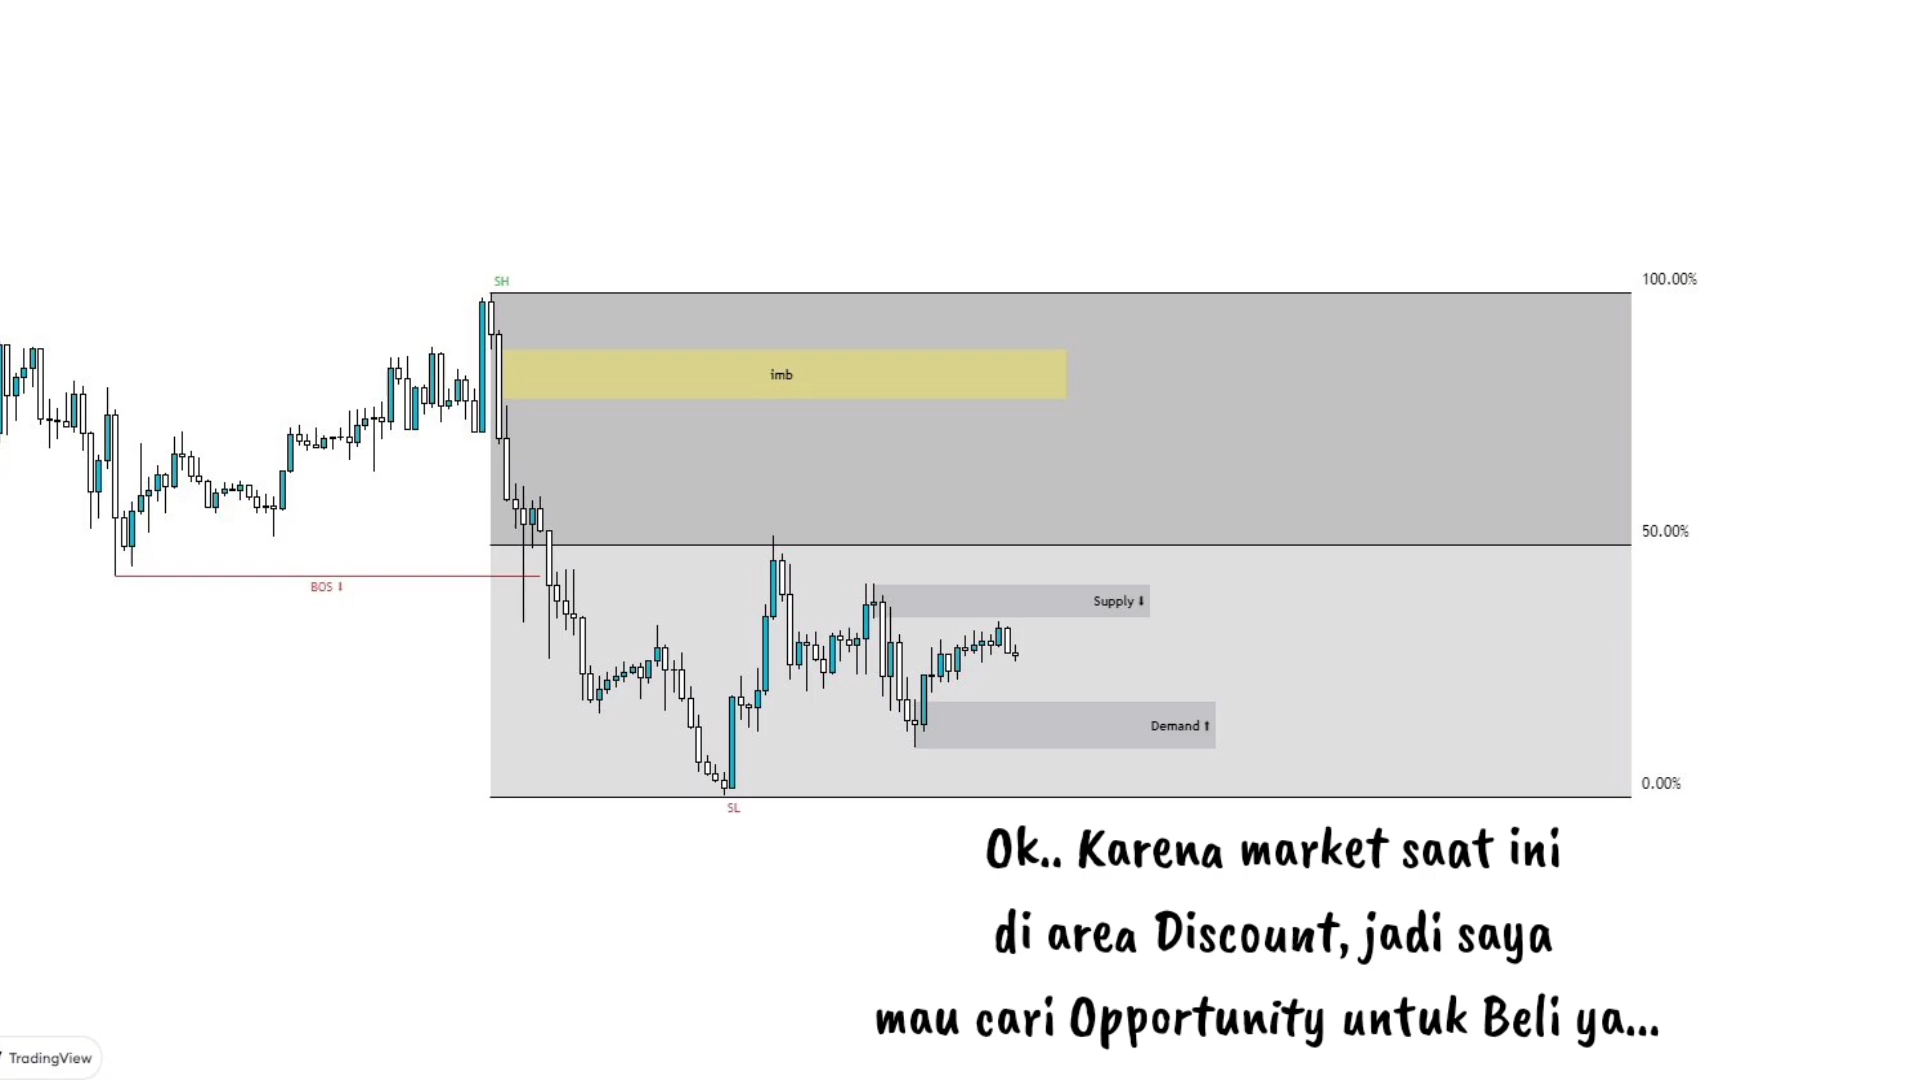 SH
100.00%
imb
50.00%
BOS ⬇
Supply ⬇
Demand ⬆
0.00%
SL
Ok.. Karena market saat ini
di area Discount, jadi saya
mau cari Opportunity untuk Beli ya...
TradingView